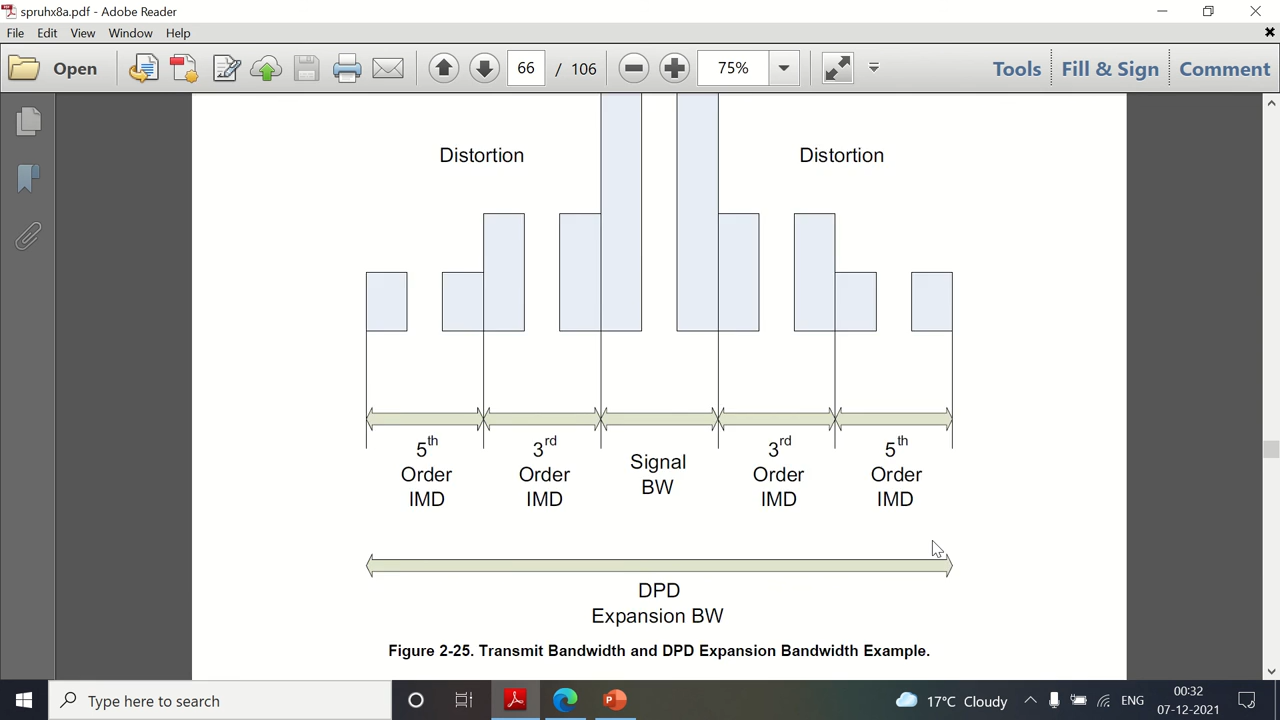 spruhx8a.pdf - Adobe Reader
File Edit View Window Help
Open 66 / 106 75% Tools Fill & Sign Comment
Distortion Distortion
5th Order IMD
3rd Order IMD
Signal BW
3rd Order IMD
5th Order IMD
DPD
Expansion BW
Figure 2-25. Transmit Bandwidth and DPD Expansion Bandwidth Example.
Type here to search
17°C Cloudy
ENG
00:32
07-12-2021